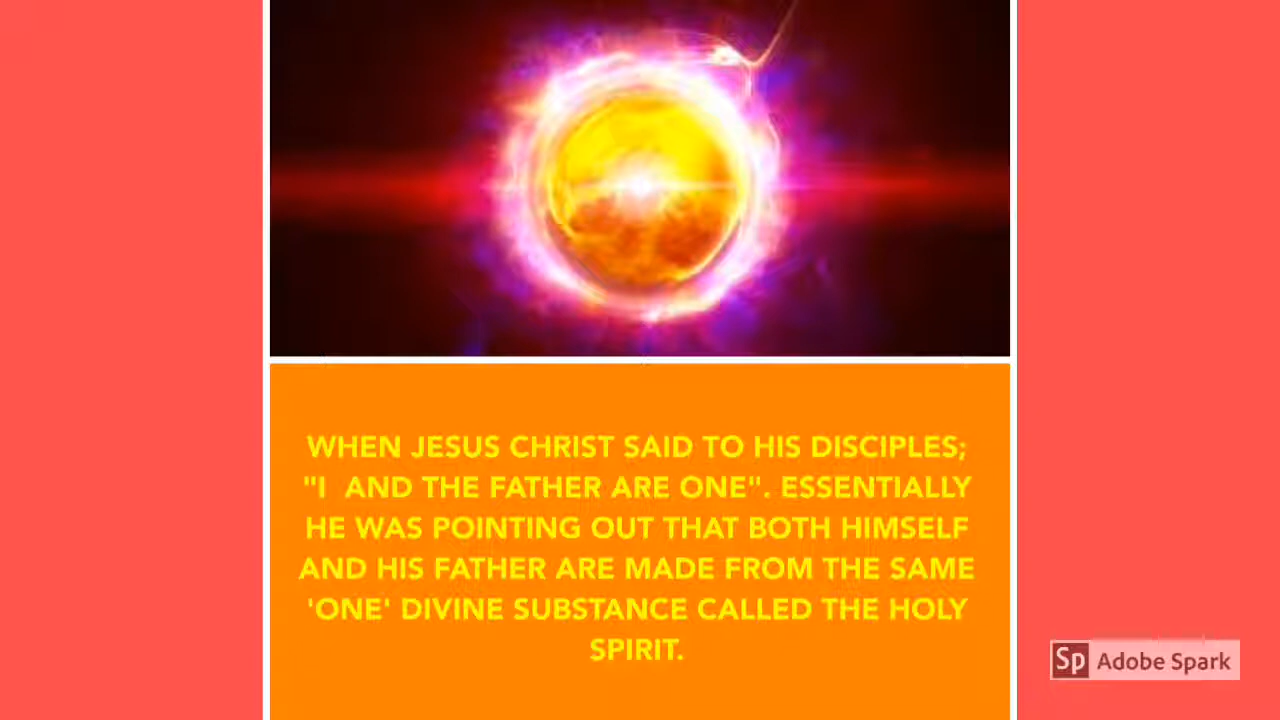 WHEN JESUS CHRIST SAID TO HIS DISCIPLES;
"I  AND THE FATHER ARE ONE". ESSENTIALLY
HE WAS POINTING OUT THAT BOTH HIMSELF
AND HIS FATHER ARE MADE FROM THE SAME
'ONE' DIVINE SUBSTANCE CALLED THE HOLY
SPIRIT.
Sp Adobe Spark